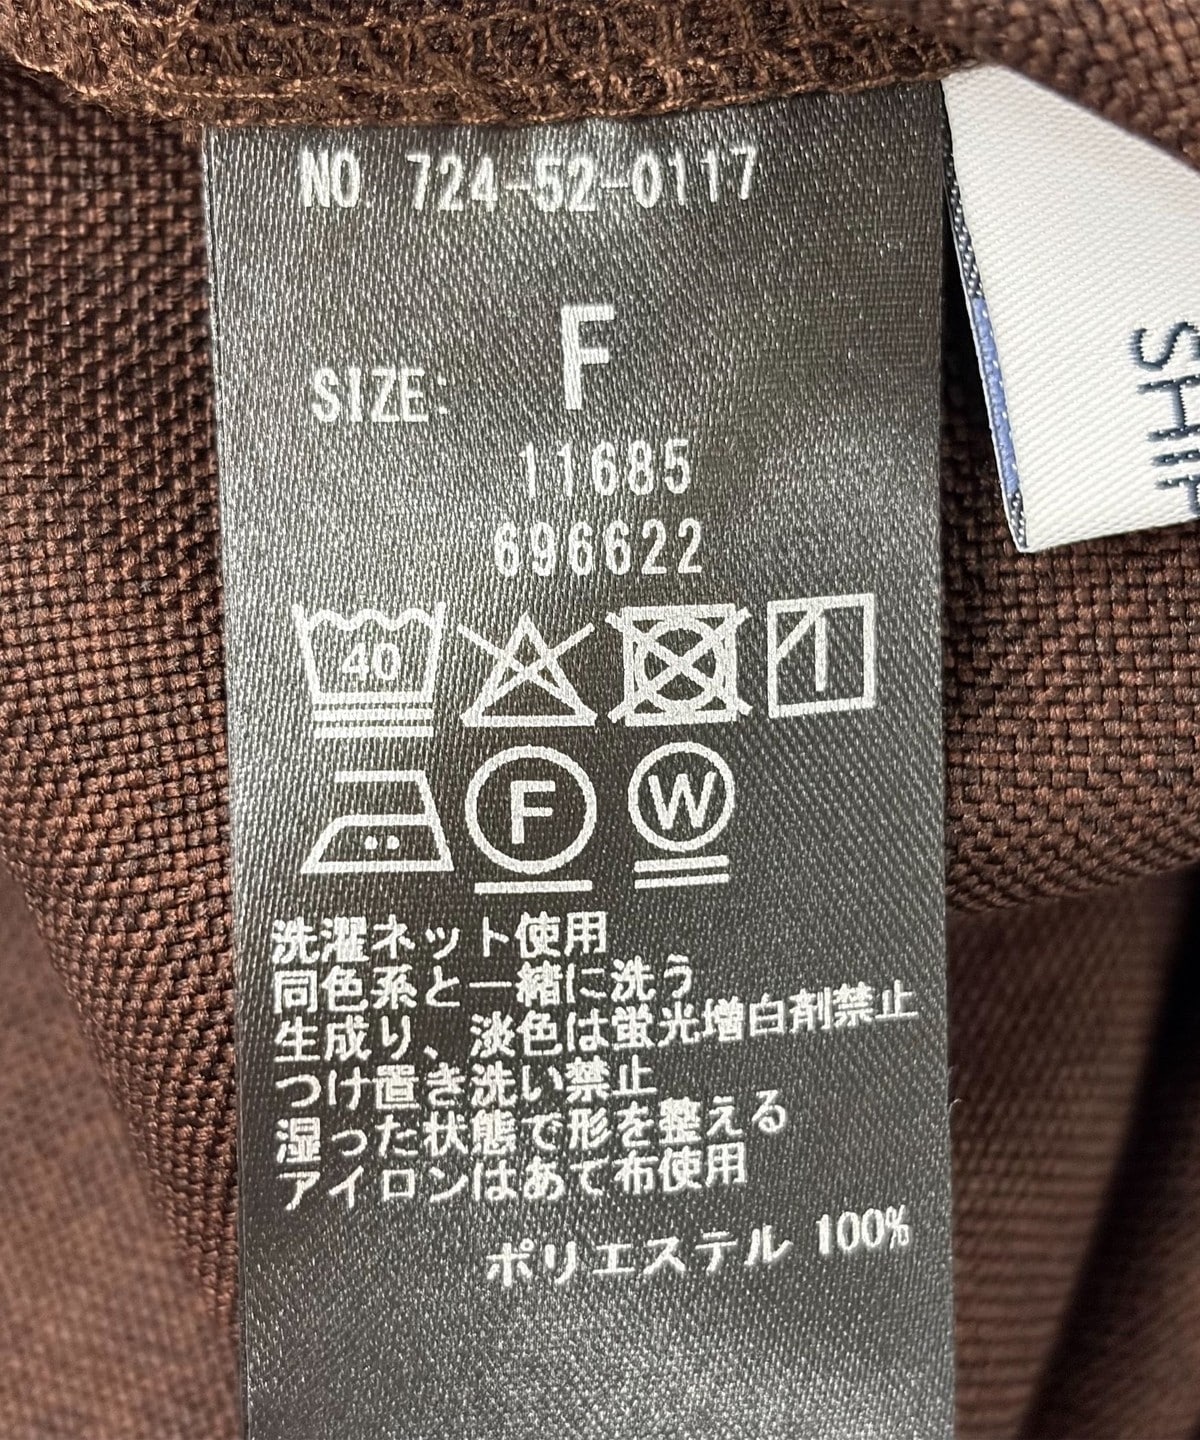 NO 724-52-0117
F
SIZE:
11685
696622
40
F
W
洗濯ネット使用
同色系と一緒に洗う
生成り、淡色は蛍光増白剤禁止
つけ置き洗い禁止
湿った状態で形を整える
アイロンはあて布使用
ポリエステル 100%
SHIP